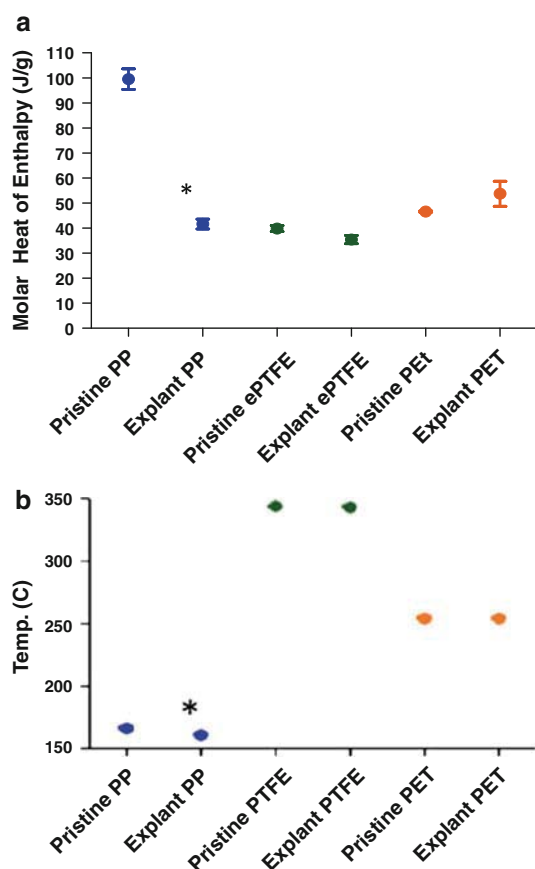 a
Molar Heat of Enthalpy (J/g)
110
100
90
80
70
60
50
40
30
20
10
0
*
Pristine PP
Explant PP
Pristine ePTFE
Explant ePTFE
Pristine PEt
Explant PET
b
Temp. (C)
350
300
250
200
150
*
Pristine PP
Explant PP
Pristine PTFE
Explant PTFE
Pristine PET
Explant PET